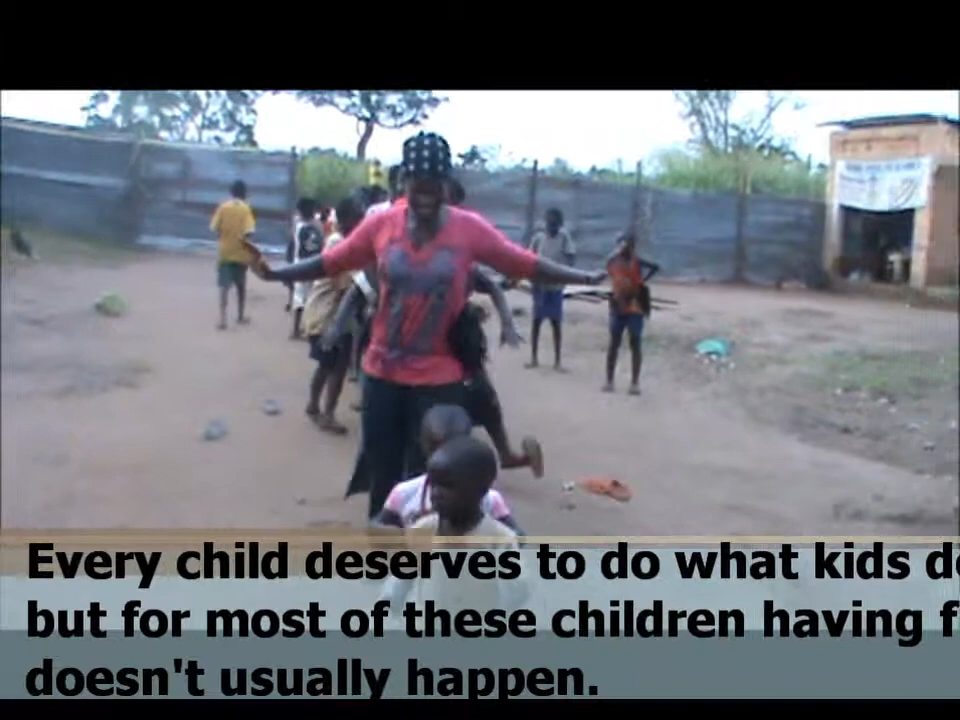 Every child deserves to do what kids d
but for most of these children having f
doesn't usually happen.